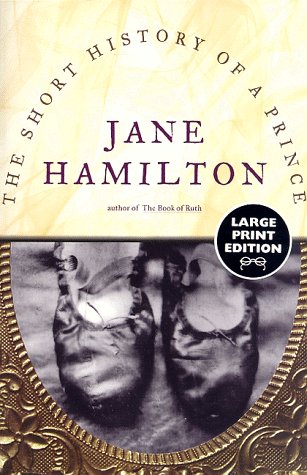 THE SHORT HISTORY OF A PRINCE
JANE
HAMILTON
author of The Book of Ruth
LARGE
PRINT
EDITION